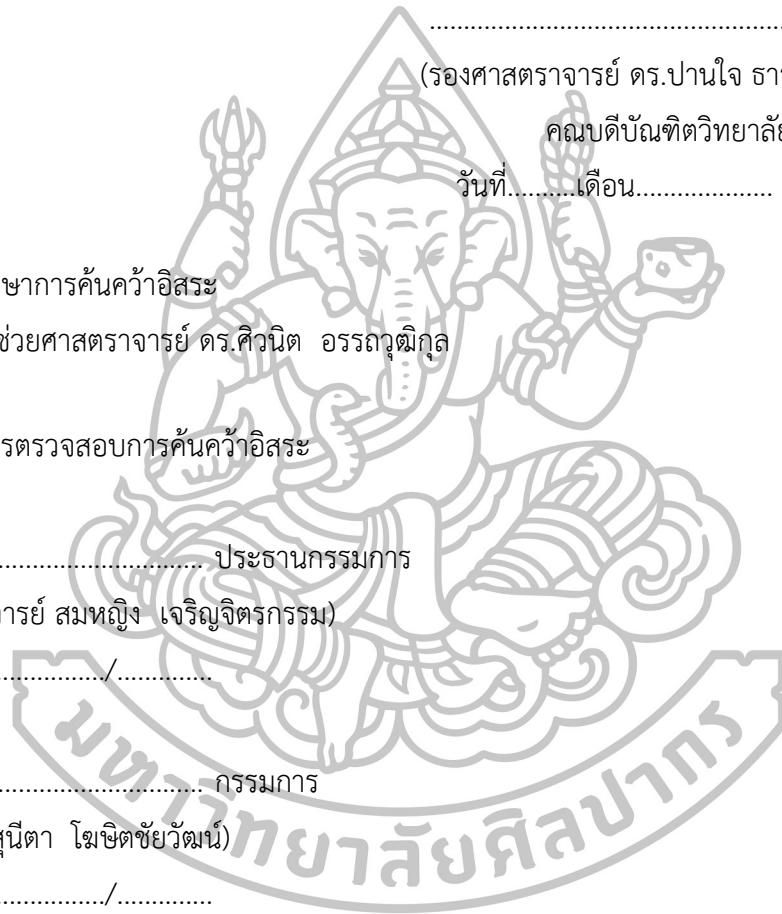 ......................................................
(รองศาสตราจารย์ ดร.ปานใจ
คณบดีบัณฑิตวิทยาลัย
วันที่..........เดือน....................
ษาการค้นคว้าอิสระ
ช่วยศาสตราจารย์ ดร.ศิวนิต อรรถวุฒิกุล
รตรวจสอบการค้นคว้าอิสระ
............................... ประธานกรรมการ
ารย์ สมหญิง เจริญจิตรกรรม)
................/.............
............................... กรรมการ
สุนีตา โฆษิตชัยวัฒน์)
................/.............
มหาวิทยาลัยศิลปากร